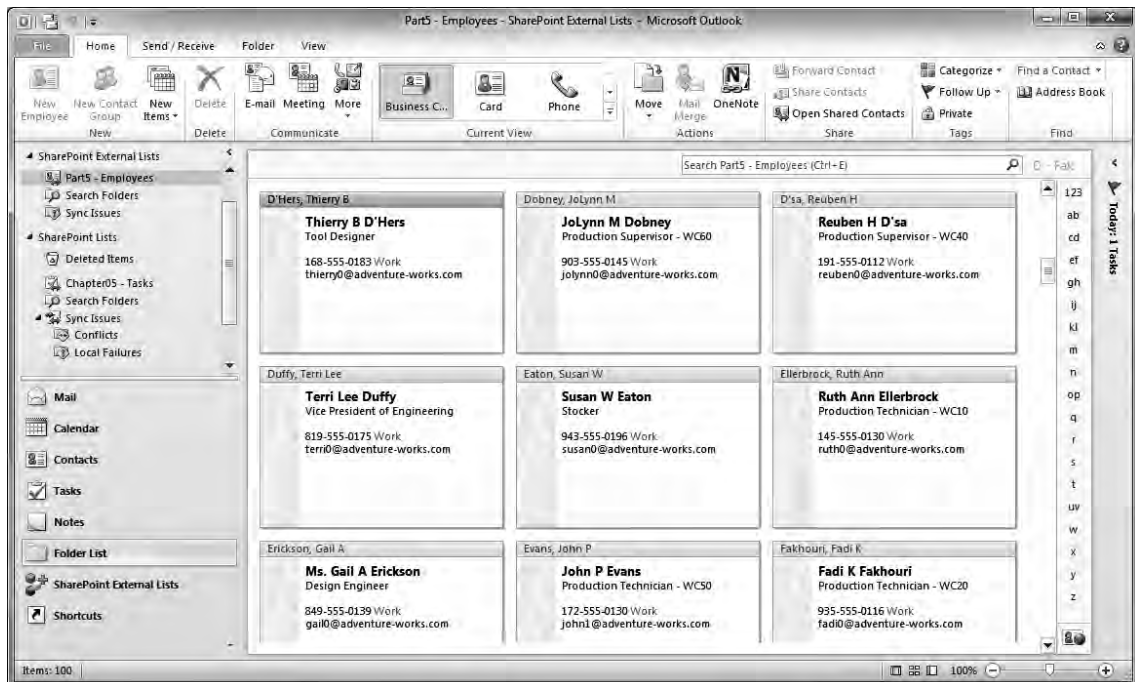 Part5 - Employees - SharePoint External Lists - Microsoft Outlook
File Home Send / Receive Folder View
New Employee
New Contact Group
New Items
New
Delete
Delete
E-mail Meeting More
Communicate
Business C... Card Phone
Current View
Move
Mail Merge
OneNote
Actions
Forward Contact
Share Contacts
Open Shared Contacts
Share
Categorize
Follow Up
Private
Tags
Find a Contact
Address Book
Find
SharePoint External Lists
Part5 - Employees
Search Folders
Sync Issues
SharePoint Lists
Deleted Items
Chapter05 - Tasks
Search Folders
Sync Issues
Conflicts
Local Failures
Mail
Calendar
Contacts
Tasks
Notes
Folder List
SharePoint External Lists
Shortcuts
Search Part5 - Employees (Ctrl+E)
D - Fak
D'Hers, Thierry B
Thierry B D'Hers
Tool Designer
168-555-0183 Work
thierry0@adventure-works.com
Dobney, JoLynn M
JoLynn M Dobney
Production Supervisor - WC60
903-555-0145 Work
jolynn0@adventure-works.com
D'sa, Reuben H
Reuben H D'sa
Production Supervisor - WC40
191-555-0112 Work
reuben0@adventure-works.com
Duffy, Terri Lee
Terri Lee Duffy
Vice President of Engineering
819-555-0175 Work
terri0@adventure-works.com
Eaton, Susan W
Susan W Eaton
Stocker
943-555-0196 Work
susan0@adventure-works.com
Ellerbrock, Ruth Ann
Ruth Ann Ellerbrock
Production Technician - WC10
145-555-0130 Work
ruth0@adventure-works.com
Erickson, Gail A
Ms. Gail A Erickson
Design Engineer
849-555-0139 Work
gail0@adventure-works.com
Evans, John P
John P Evans
Production Technician - WC50
172-555-0130 Work
john1@adventure-works.com
Fakhouri, Fadi K
Fadi K Fakhouri
Production Technician - WC20
935-555-0116 Work
fadi0@adventure-works.com
123
ab
cd
ef
gh
ij
kl
m
n
op
q
r
s
t
uv
w
x
y
z
Today: 1 Tasks
Items: 100
100%